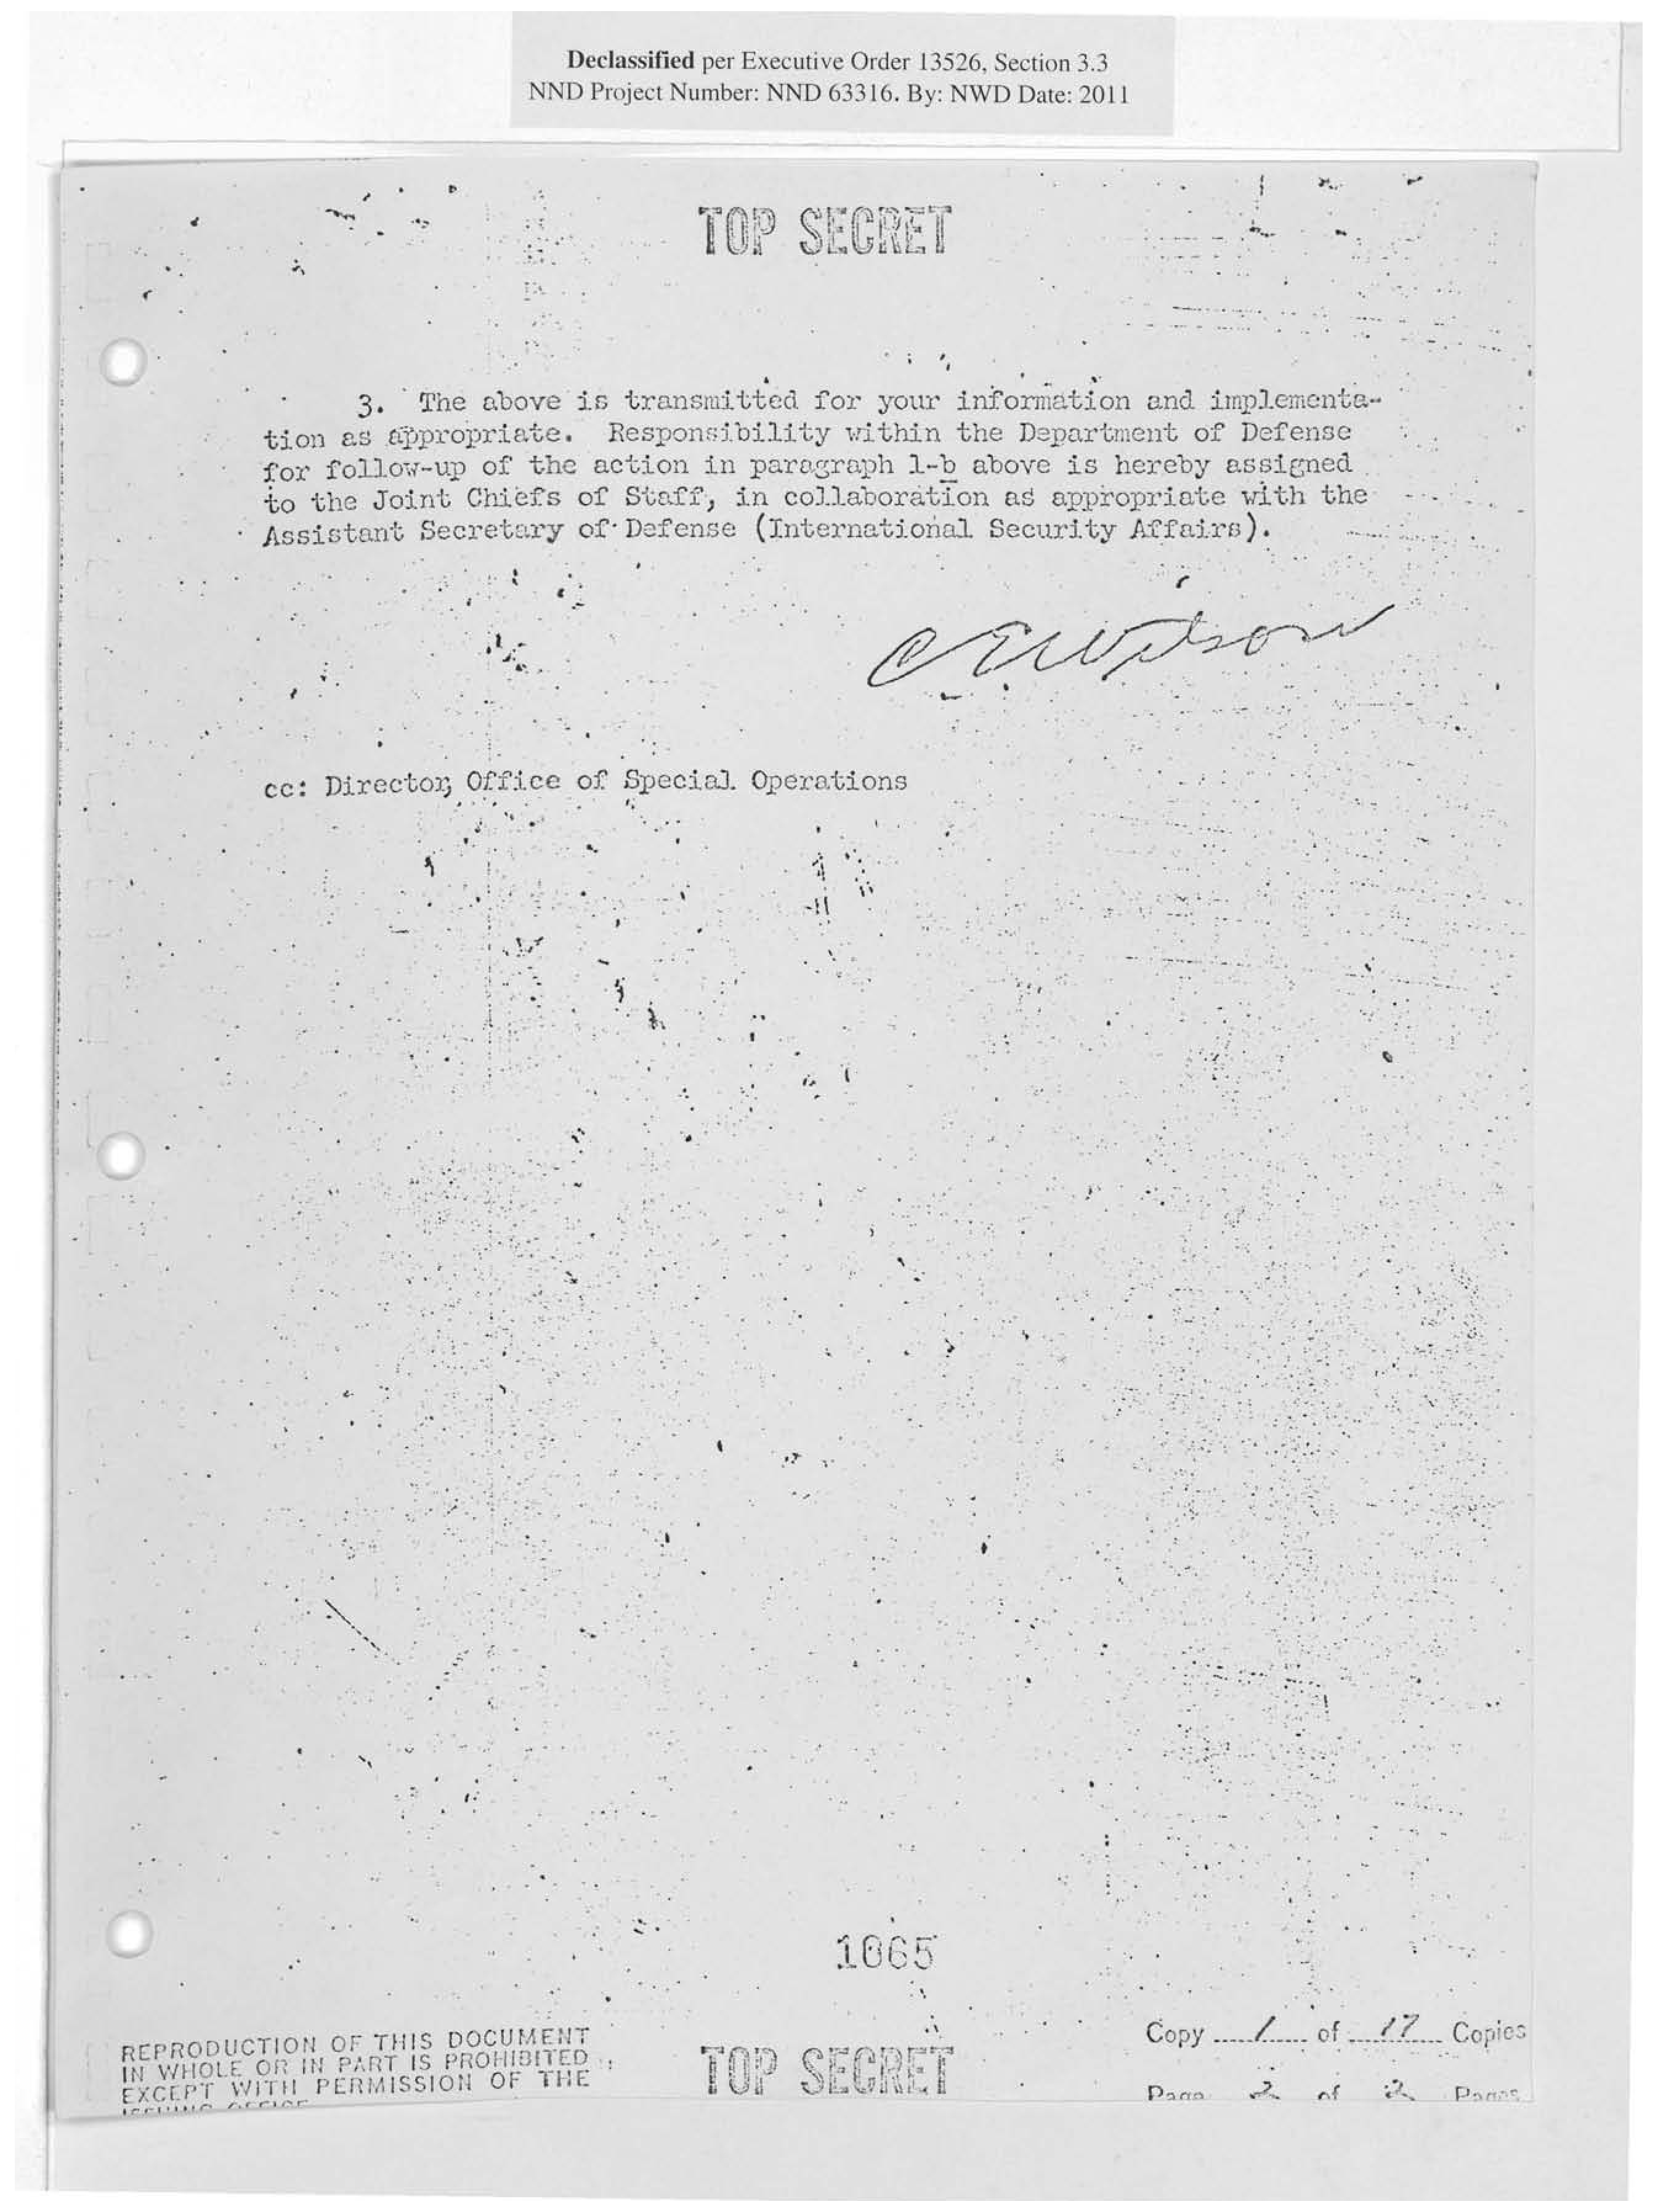 Declassified per Executive Order 13526, Section 3.3
NND Project Number: NND 63316. By: NWD Date: 2011
TOP SECRET
3. The above is transmitted for your information and implementa-
tion as appropriate. Responsibility within the Department of Defense
for follow-up of the action in paragraph 1-b above is hereby assigned
to the Joint Chiefs of Staff, in collaboration as appropriate with the
Assistant Secretary of Defense (International Security Affairs).
C E Wilson
cc: Director, Office of Special Operations
1065
REPRODUCTION OF THIS DOCUMENT
IN WHOLE OR IN PART IS PROHIBITED
EXCEPT WITH PERMISSION OF THE
ISSUING OFFICE
TOP SECRET
Copy 1 of 17 Copies
Page 2 of 2 Pages